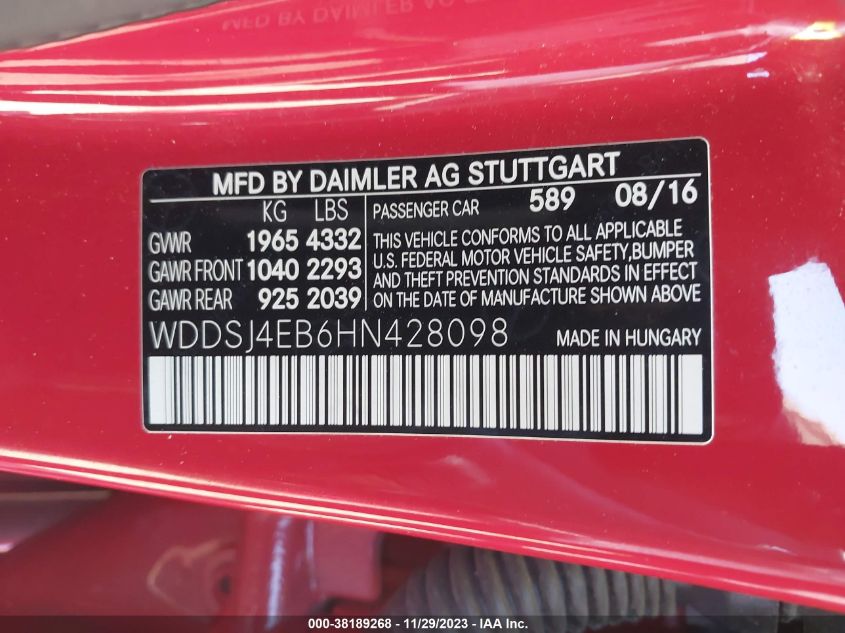 MFD BY DAIMLER AG STUTTGART
KG LBS
PASSENGER CAR 589 08/16
GVWR 1965 4332
GAWR FRONT 1040 2293
GAWR REAR 925 2039
THIS VEHICLE CONFORMS TO ALL APPLICABLE
U.S. FEDERAL MOTOR VEHICLE SAFETY, BUMPER
AND THEFT PREVENTION STANDARDS IN EFFECT
ON THE DATE OF MANUFACTURE SHOWN ABOVE.
WDDSJ4EB6HN428098 MADE IN HUNGARY
000-38189268 - 11/29/2023 - IAA Inc.